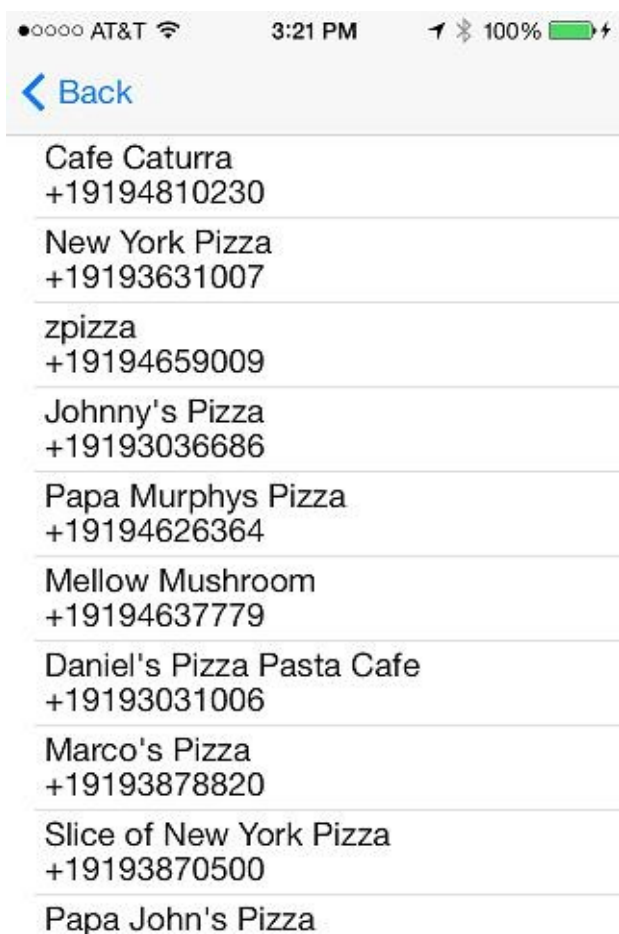 AT&T 3:21 PM 100%
Back
Cafe Caturra
+19194810230
New York Pizza
+19193631007
zpizza
+19194659009
Johnny's Pizza
+19193036686
Papa Murphys Pizza
+19194626364
Mellow Mushroom
+19194637779
Daniel's Pizza Pasta Cafe
+19193031006
Marco's Pizza
+19193878820
Slice of New York Pizza
+19193870500
Papa John's Pizza